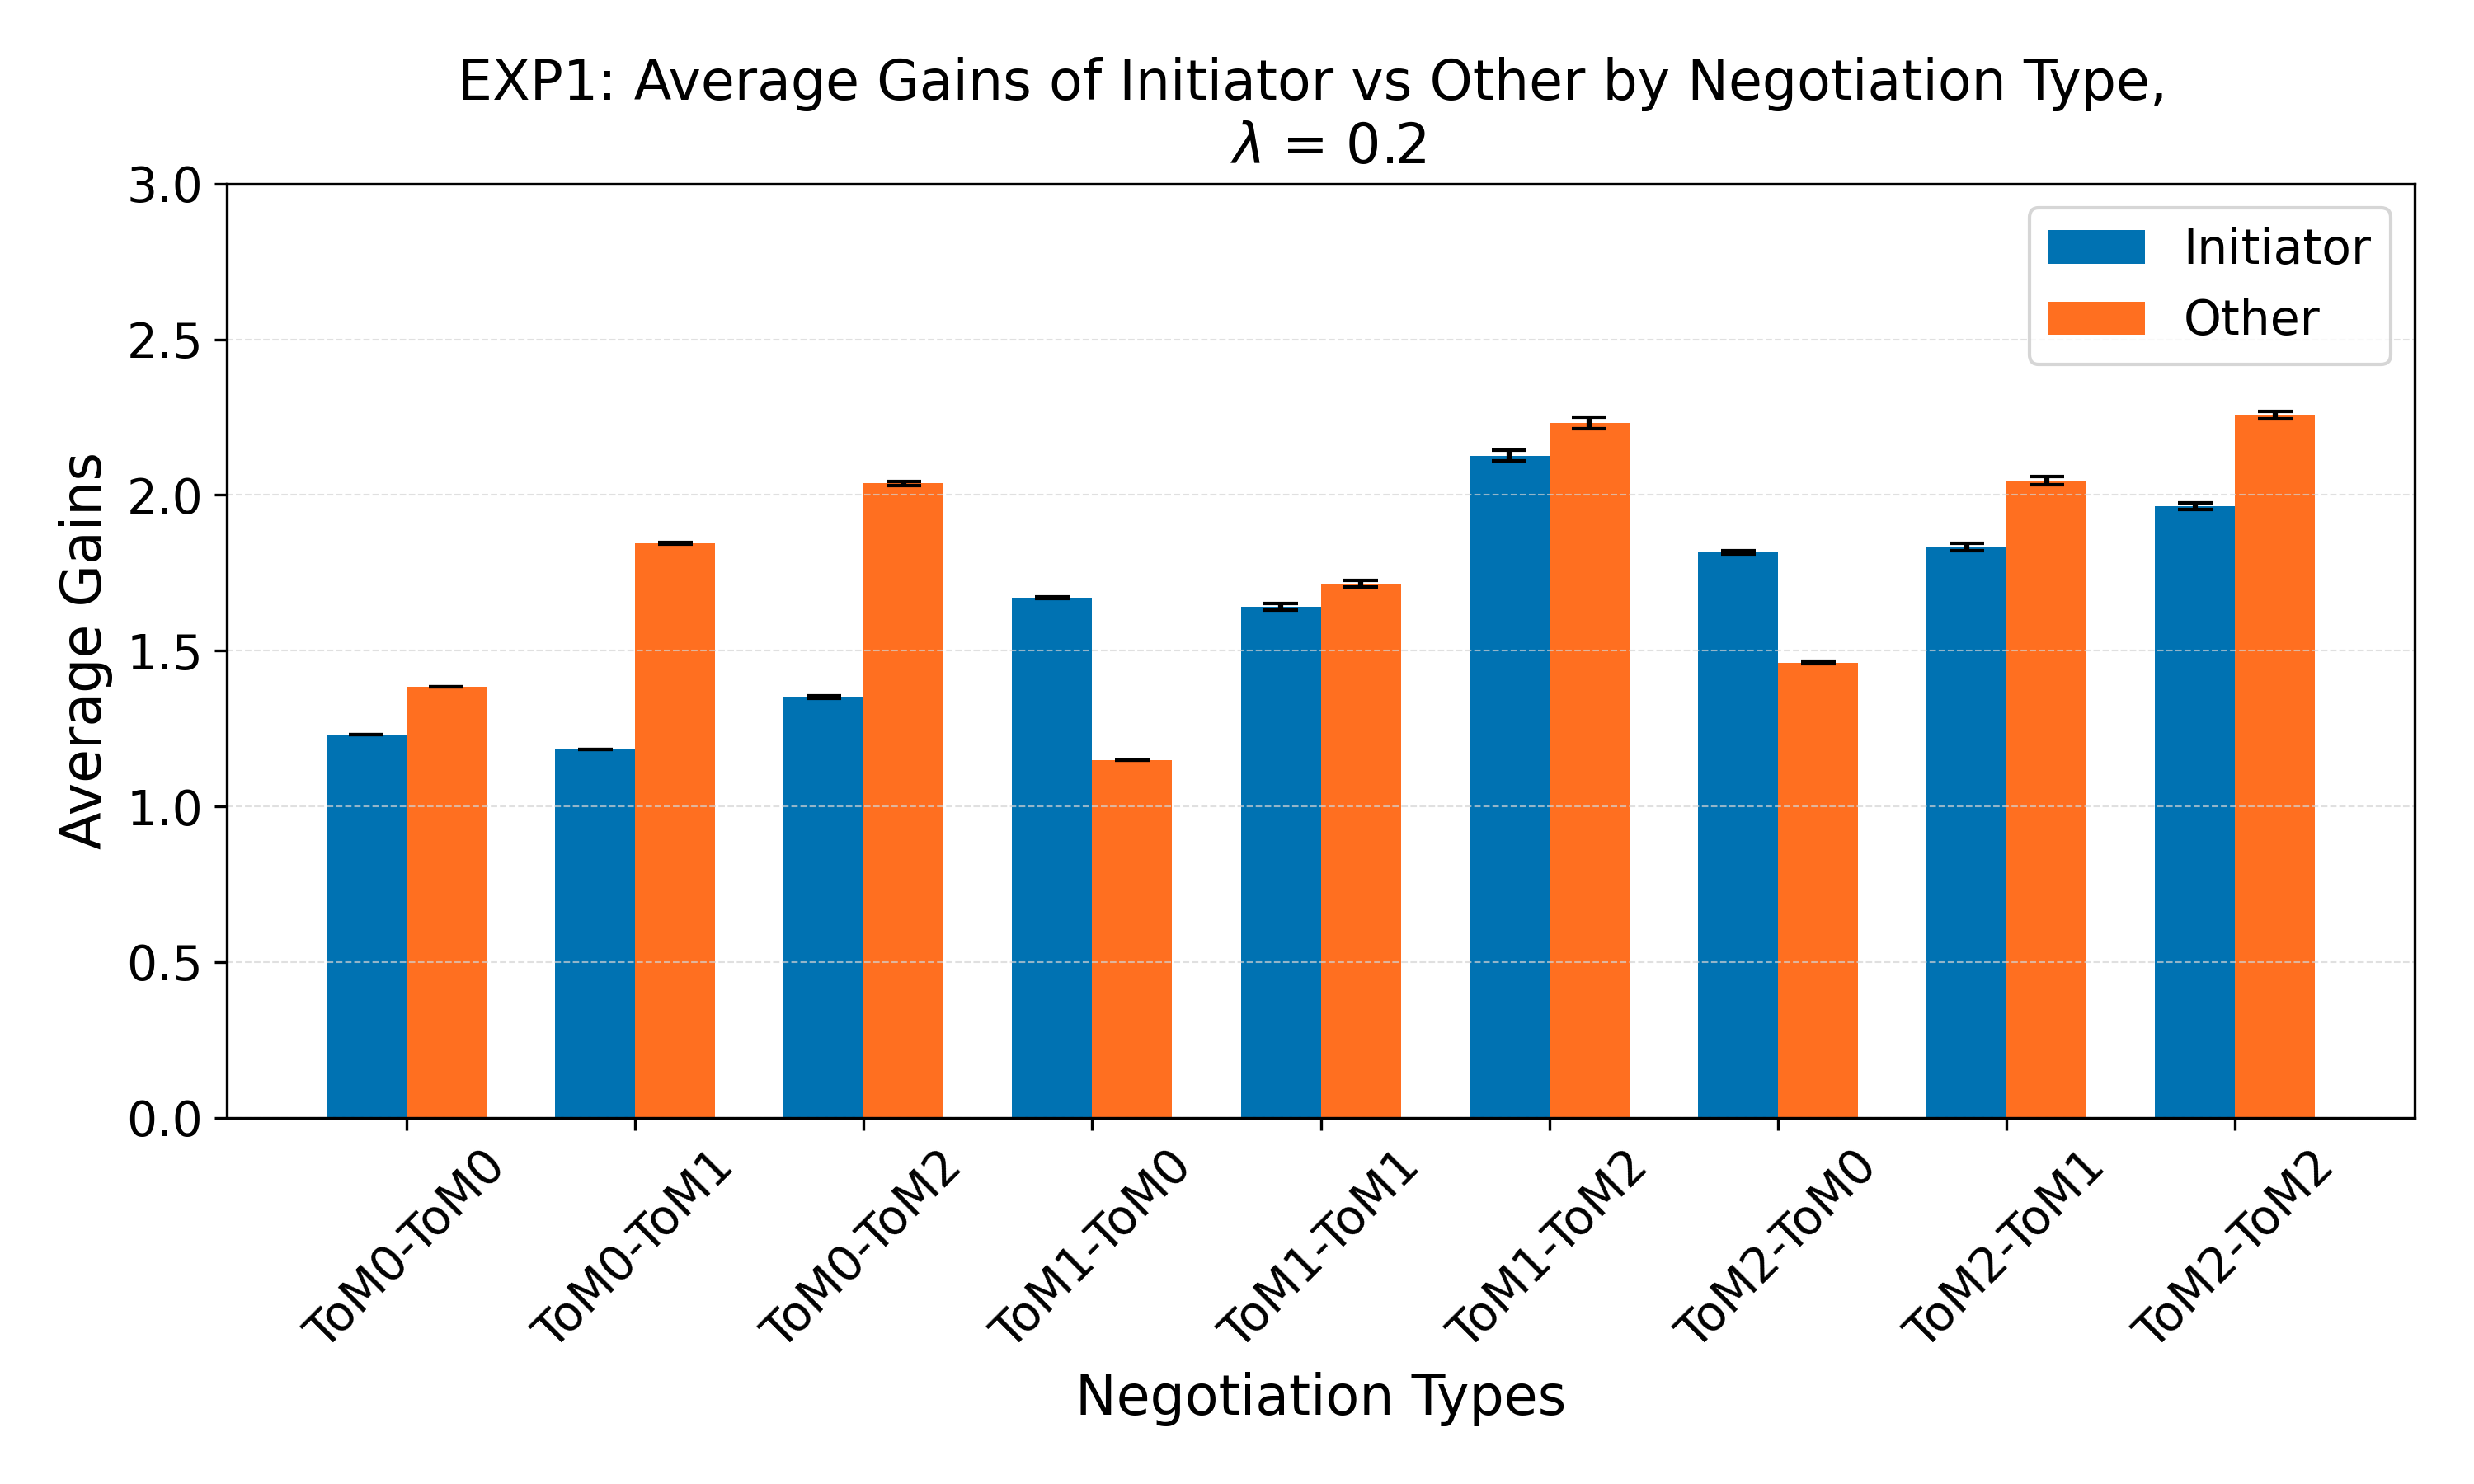 EXP1: Average Gains of Initiator vs Other by Negotiation Type,
λ = 0.2
Average Gains
3.0
2.5
2.0
1.5
1.0
0.5
0.0
Initiator
Other
ToM0-ToM0
ToM0-ToM1
ToM0-ToM2
ToM1-ToM0
ToM1-ToM1
ToM1-ToM2
ToM2-ToM0
ToM2-ToM1
ToM2-ToM2
Negotiation Types